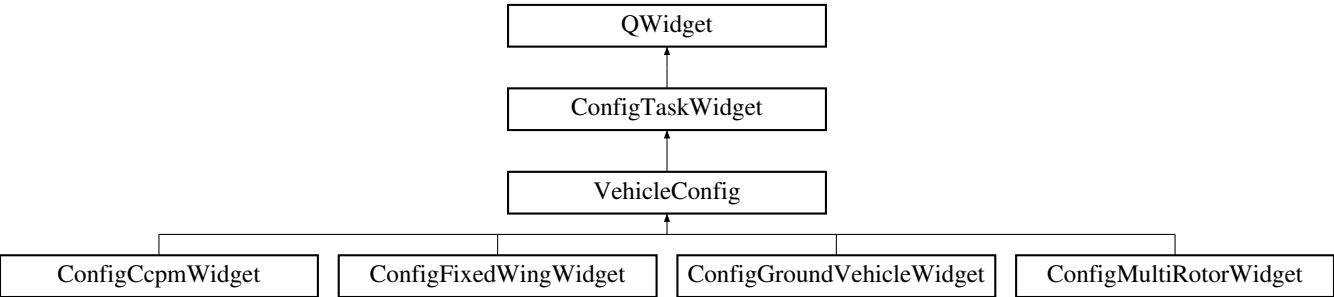 QWidget
ConfigTaskWidget
VehicleConfig
ConfigCcpmWidget
ConfigFixedWingWidget
ConfigGroundVehicleWidget
ConfigMultiRotorWidget